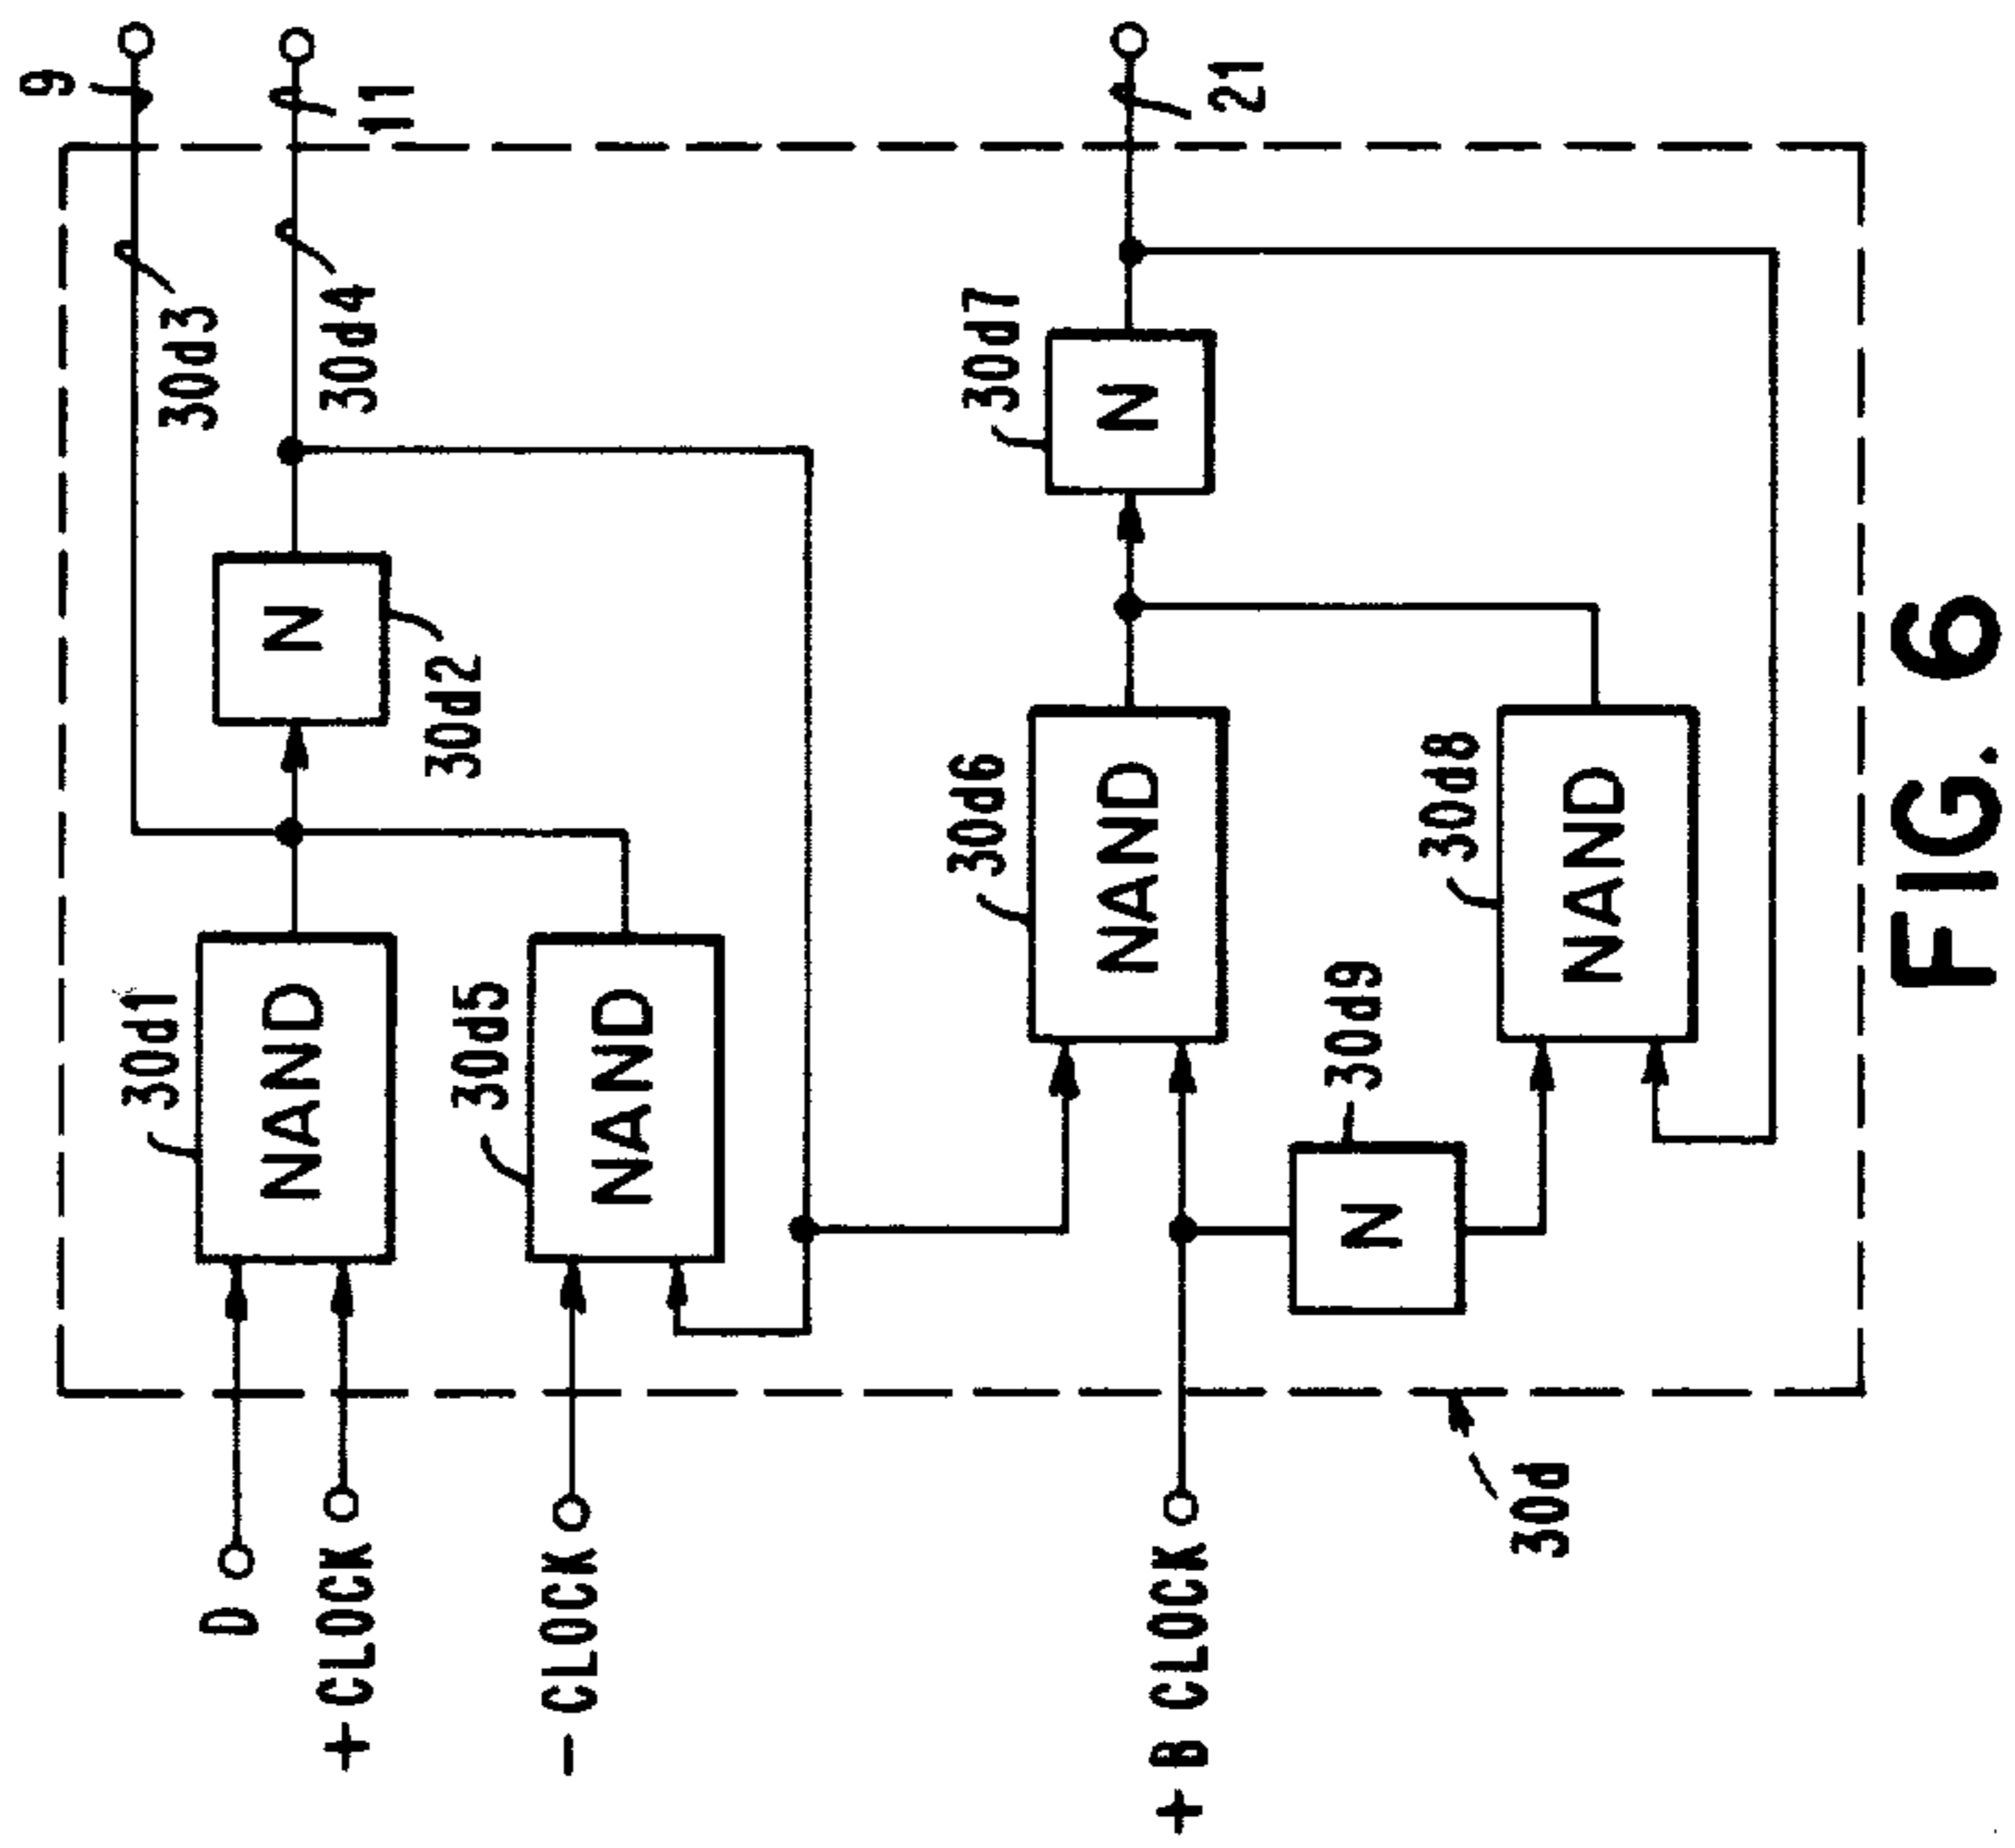 D
+CLOCK
-CLOCK
+B CLOCK
30d1
NAND
30d5
NAND
N
30d2
30d3
30d4
9
11
30d6
NAND
30d9
N
30d8
NAND
30d7
N
21
30d
FIG. 6